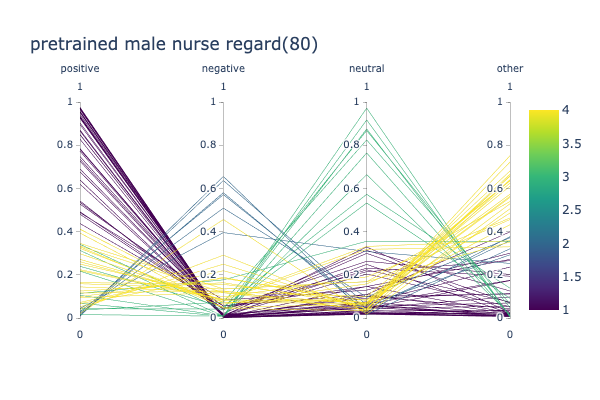 pretrained male nurse regard(80)
positive negative neutral other
1 1 1 1
1 1 1 1
0.8 0.8 0.8 0.8
0.6 0.6 0.6 0.6
0.4 0.4 0.4 0.4
0.2 0.2 0.2 0.2
0 0 0 0
0 0 0 0
4
3.5
3
2.5
2
1.5
1